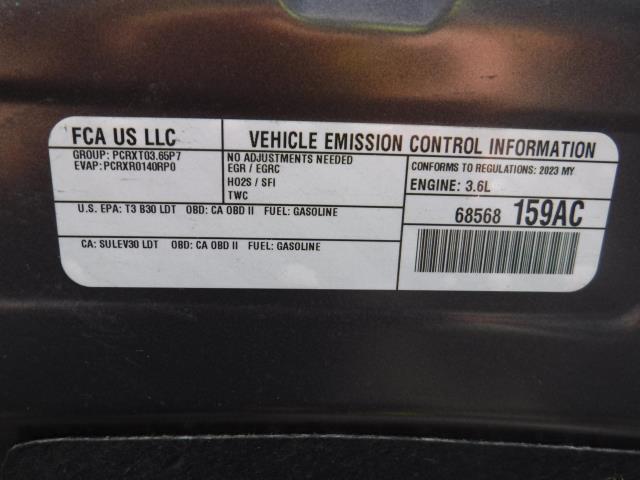 FCA US LLC
GROUP: PCRXT03.65P7
EVAP: PCRXR0140RP0
VEHICLE EMISSION CONTROL INFORMATION
NO ADJUSTMENTS NEEDED
EGR / EGRC
HO2S / SFI
TWC
CONFORMS TO REGULATIONS: 2023 MY
ENGINE: 3.6L
U.S. EPA: T3 B30 LDT OBD: CA OBD II FUEL: GASOLINE
68568 159AC
CA: SULEV30 LDT OBD: CA OBD II FUEL: GASOLINE